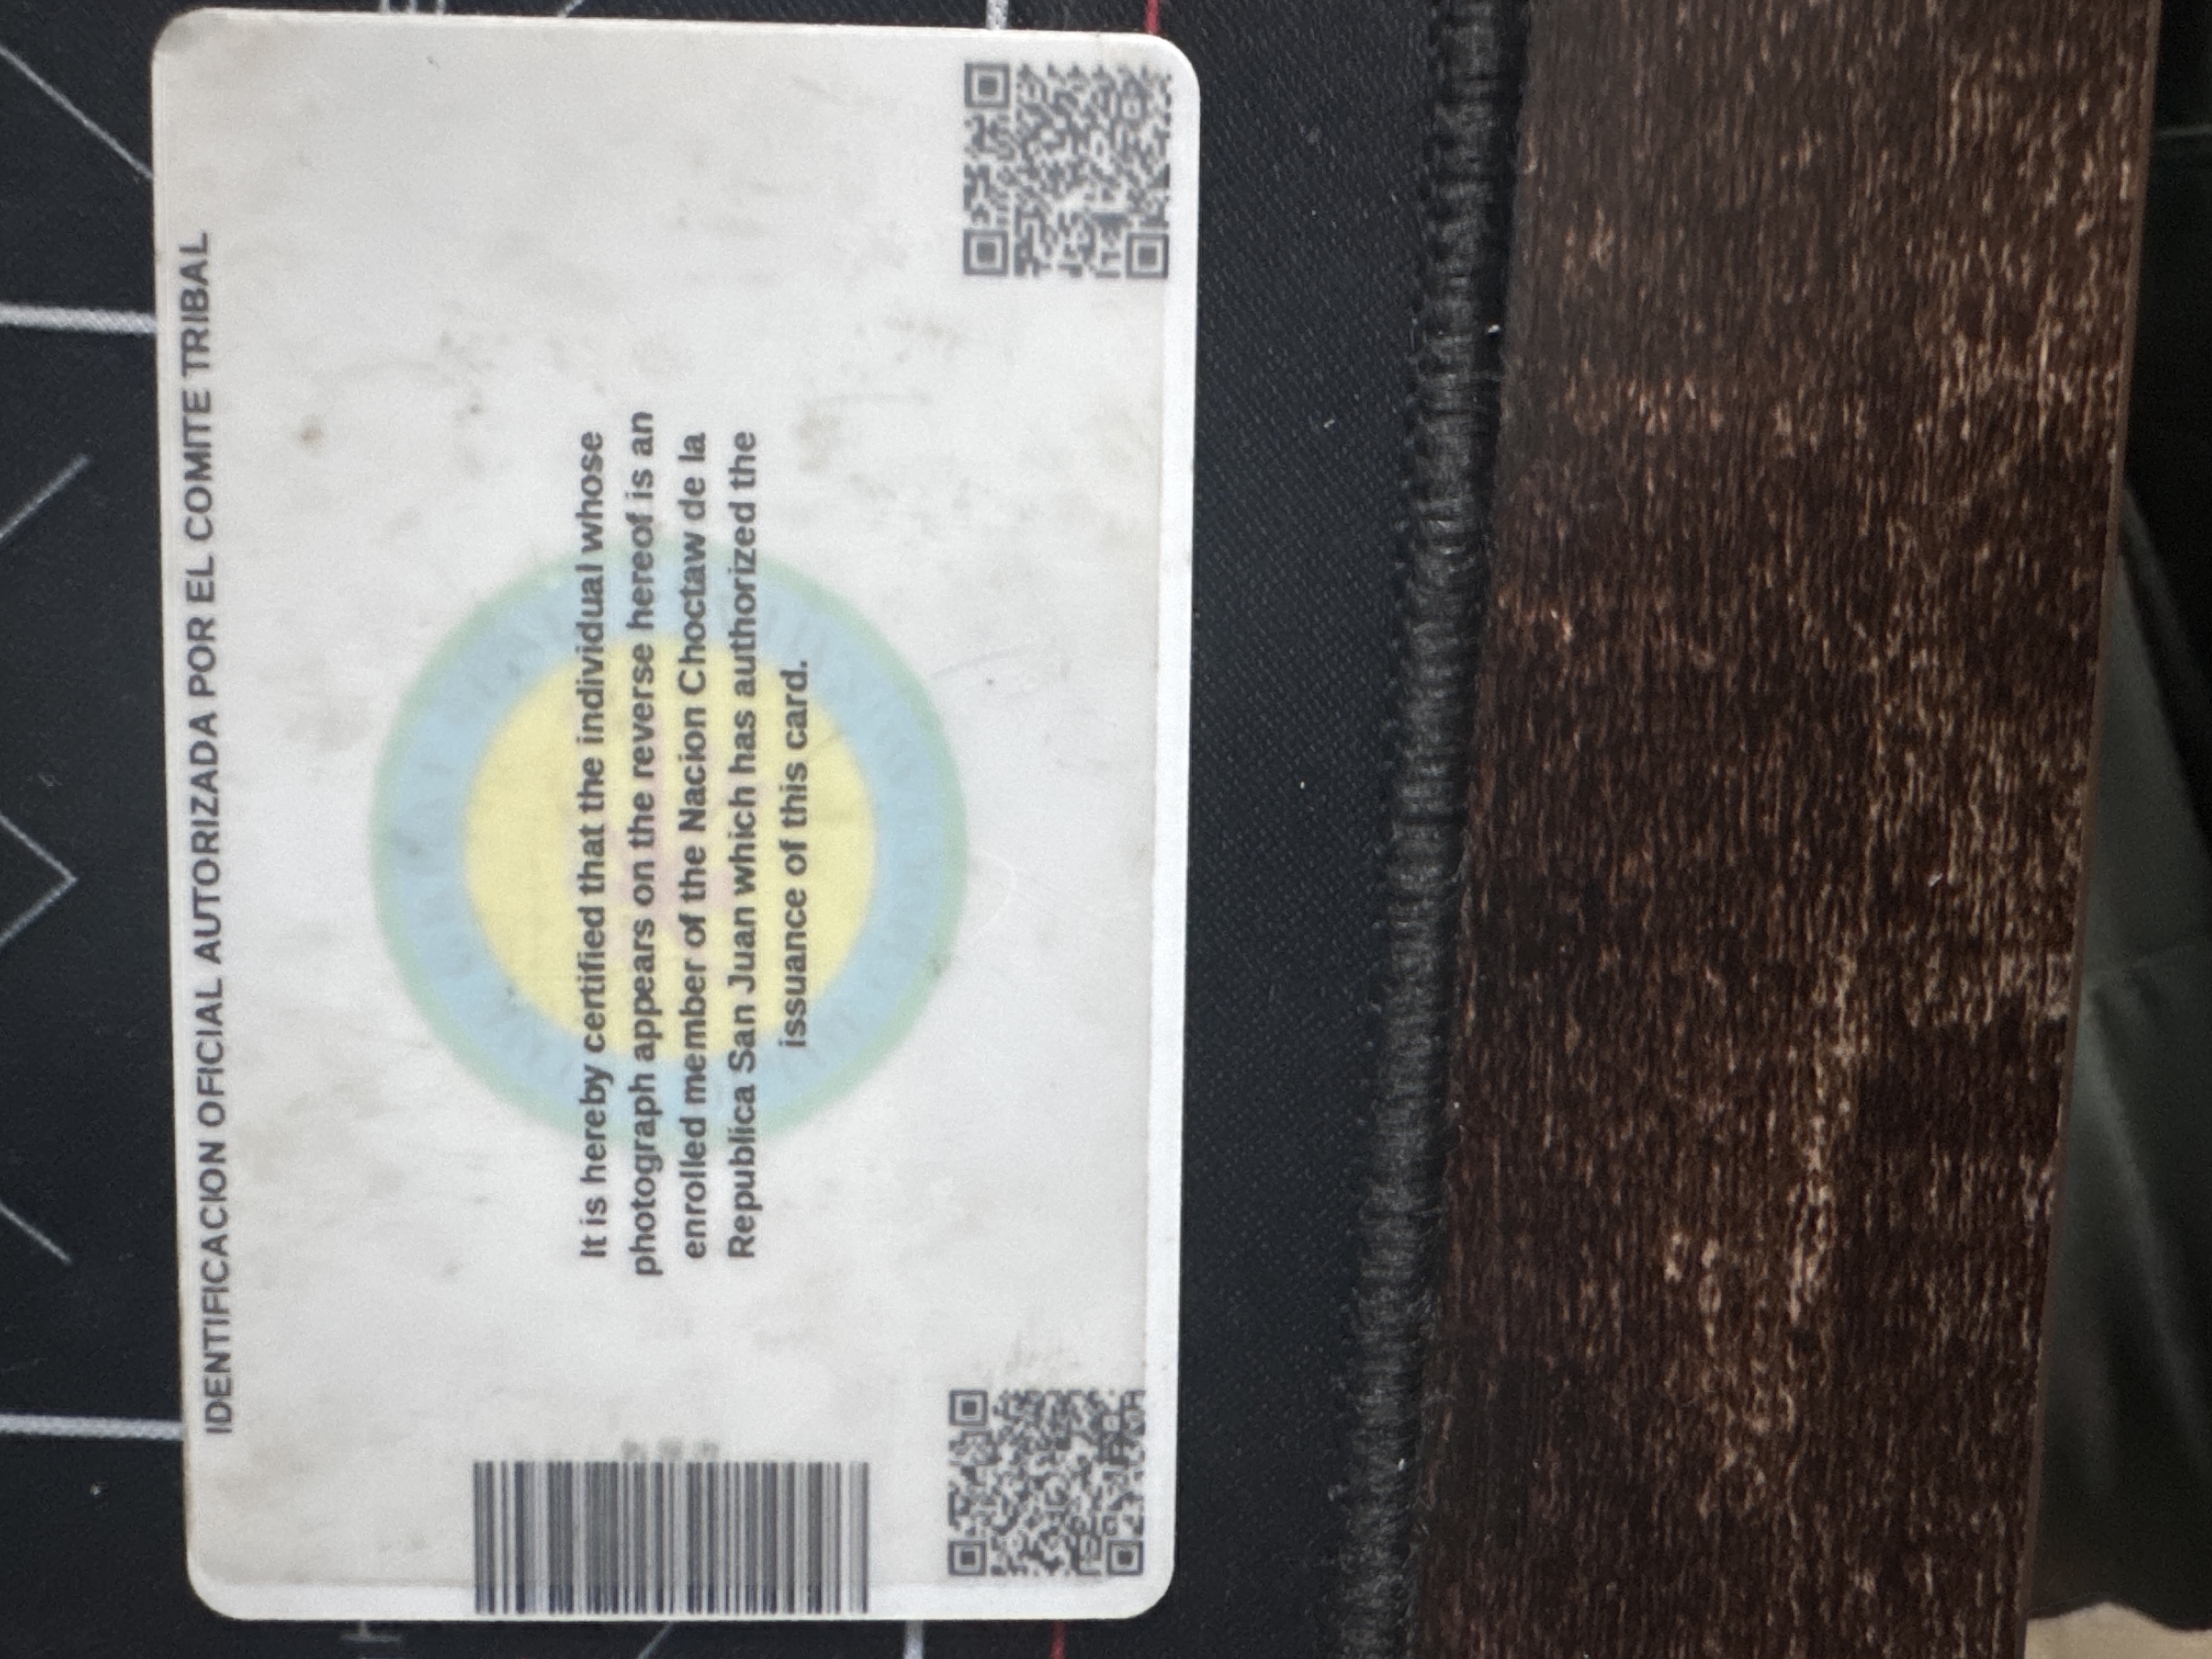 IDENTIFICACION OFICIAL AUTORIZADA POR EL COMITE TRIBAL
It is hereby certified that the individual whose
photograph appears on the reverse hereof is an
enrolled member of the Nacion Choctaw de la
Republica San Juan which has authorized the
issuance of this card.